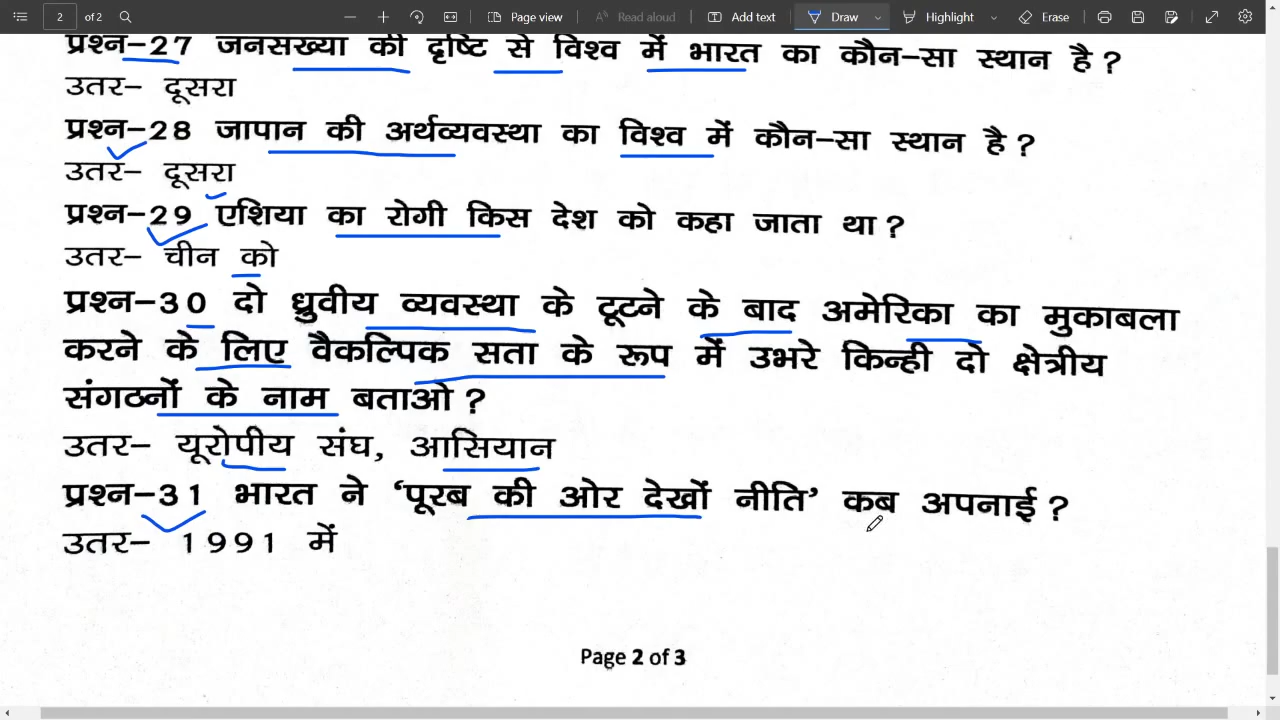 2 of 2 Page view Read aloud Add text Draw Highlight Erase
प्रश्न–27 जनसख्या की दृष्टि से विश्व में भारत का कौन–सा स्थान है?
उतर– दूसरा
प्रश्न–28 जापान की अर्थव्यवस्था का विश्व में कौन–सा स्थान है?
उतर– दूसरा
प्रश्न–29 एशिया का रोगी किस देश को कहा जाता था?
उतर– चीन को
प्रश्न–30 दो ध्रुवीय व्यवस्था के टूटने के बाद अमेरिका का मुकाबला
करने के लिए वैकल्पिक सता के रूप में उभरे किन्ही दो क्षेत्रीय
संगठनों के नाम बताओ?
उतर– यूरोपीय संघ, आसियान
प्रश्न–31 भारत ने ‘पूरब की ओर देखों नीति’ कब अपनाई?
उतर– 1991 में
Page 2 of 3